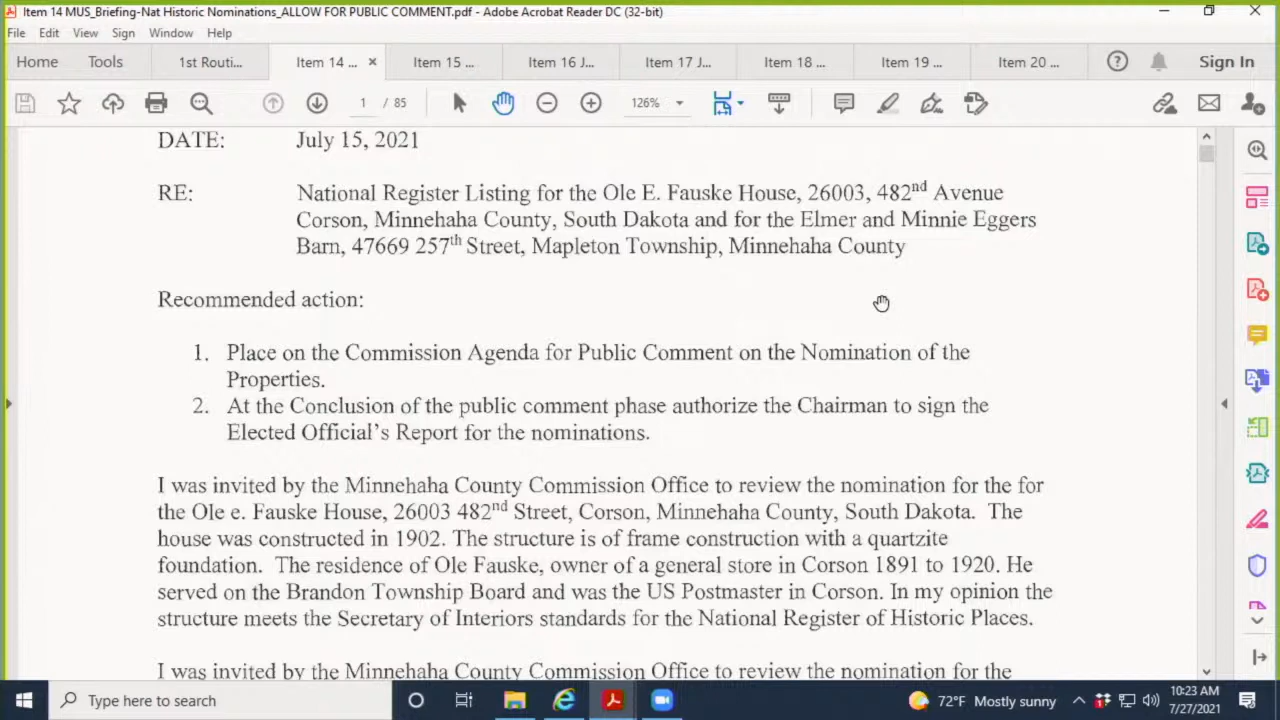 Item 14 MUS_Briefing-Nat Historic Nominations_ALLOW FOR PUBLIC COMMENT.pdf - Adobe Acrobat Reader DC (32-bit)
File Edit View Sign Window Help
Home Tools 1st Routi... Item 14 ... × Item 15 ... Item 16 J... Item 17 J... Item 18 ... Item 19 ... Item 20 ... Sign In
1 / 85 126%
DATE: July 15, 2021
RE: National Register Listing for the Ole E. Fauske House, 26003, 482nd Avenue
Corson, Minnehaha County, South Dakota and for the Elmer and Minnie Eggers
Barn, 47669 257th Street, Mapleton Township, Minnehaha County
Recommended action:
1. Place on the Commission Agenda for Public Comment on the Nomination of the
Properties.
2. At the Conclusion of the public comment phase authorize the Chairman to sign the
Elected Official's Report for the nominations.
I was invited by the Minnehaha County Commission Office to review the nomination for the for
the Ole e. Fauske House, 26003 482nd Street, Corson, Minnehaha County, South Dakota. The
house was constructed in 1902. The structure is of frame construction with a quartzite
foundation. The residence of Ole Fauske, owner of a general store in Corson 1891 to 1920. He
served on the Brandon Township Board and was the US Postmaster in Corson. In my opinion the
structure meets the Secretary of Interiors standards for the National Register of Historic Places.
I was invited by the Minnehaha County Commission Office to review the nomination for the
Type here to search 72°F Mostly sunny 10:23 AM
7/27/2021